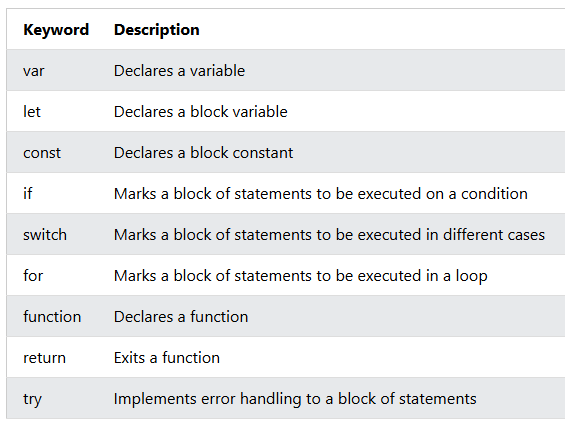 Keyword Description
var Declares a variable
let Declares a block variable
const Declares a block constant
if Marks a block of statements to be executed on a condition
switch Marks a block of statements to be executed in different cases
for Marks a block of statements to be executed in a loop
function Declares a function
return Exits a function
try Implements error handling to a block of statements